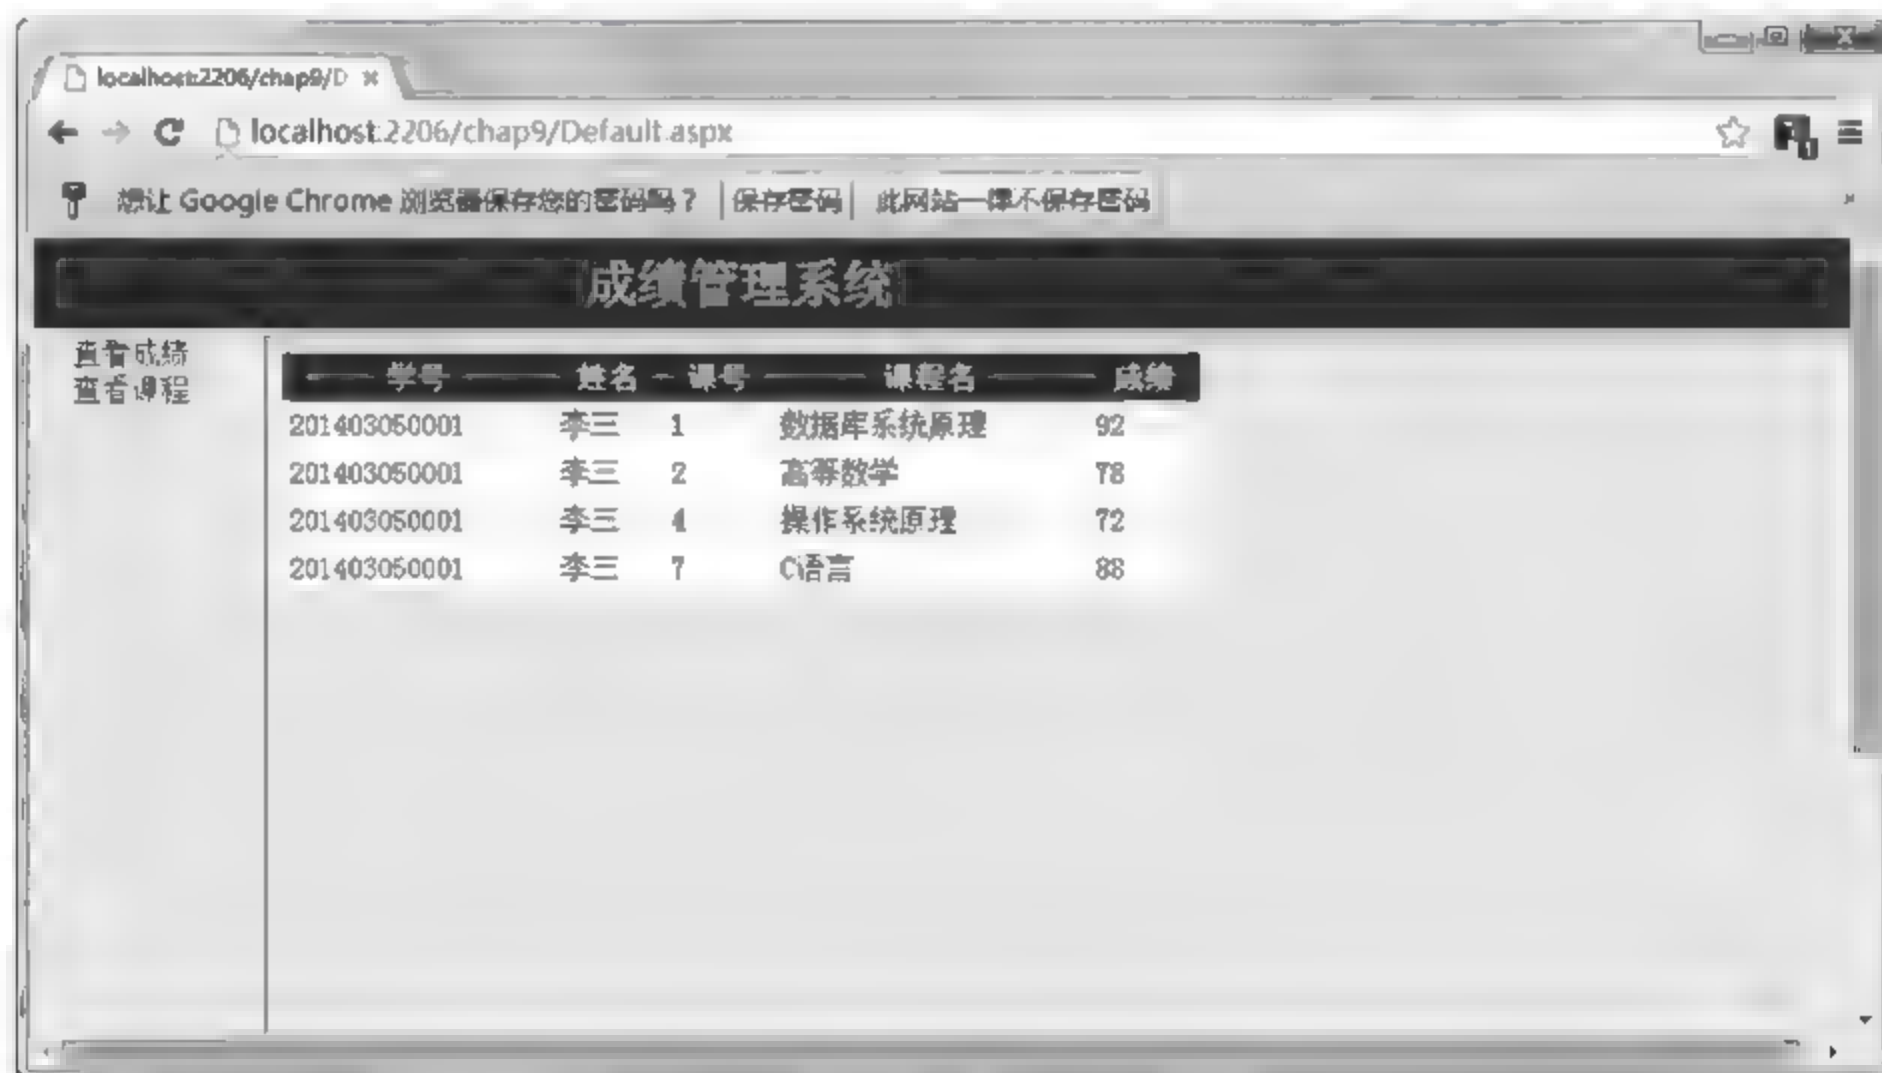 localhost:2206/chap9/D
localhost:2206/chap9/Default.aspx
想让 Google Chrome 浏览器保存您的密码吗？ 保存密码 此网站一律不保存密码
成绩管理系统
查看成绩
查看课程
学号 姓名 课号 课程名 成绩
201403050001 李三 1 数据库系统原理 92
201403050001 李三 2 高等数学 78
201403050001 李三 4 操作系统原理 72
201403050001 李三 7 C语言 88